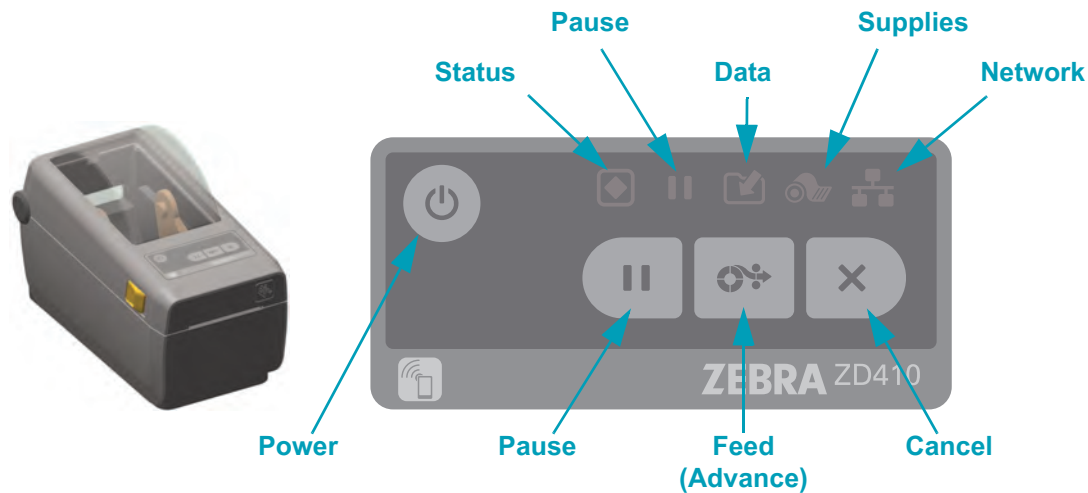 Pause
Supplies
Status
Data
Network
ZEBRA ZD410
Power
Pause
Feed
(Advance)
Cancel